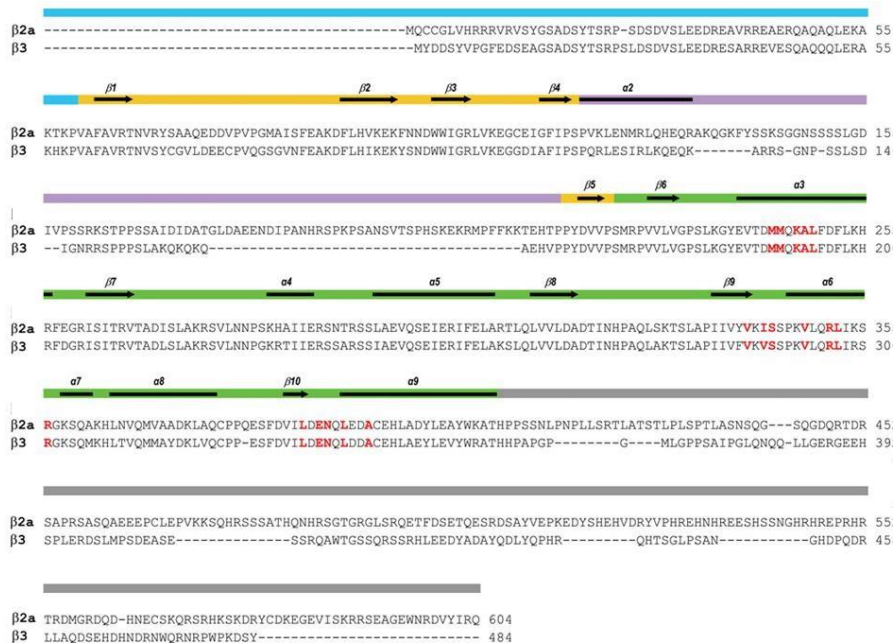 β2a ----------------------------------------------MQCCGLVHRRRVRVSYGSADSYTSRP-SDSDVSLEEDREAVRREAERQAQAQLEKA 55
β3 -----------------------------------------------MYDDSYVPGFEDSEAGSADSYTSRPSLDSDVSLEEDRESARREVESQAQQQLERA 55
β1 β2 β3 β4 α2
β2a KTKPVAFAVRTNVRYSAAQEDDVPVPGMAISFEAKDFLHVKEKFNNDWWIGRLVKEGCEIGFIPSPVKLENMRLQHEQRAKQGKFYSSKSGGNSSSSLGD 15
β3 KHKPVAFAVRTNVSYCGVLDEECPVQGSGVNFEAKDFLHIKEKYSNDWWIGRLVKEGGDIAFIPSPQRLESIRLKQEQK-------ARRS-GNP-SSLSD 14
β5 β6 α3
β2a IVPSSRKSTPPSSAIDIDATGLDAEENDIPANHRSPKPSANSVTSPHSKEKRMPFFKKTEHTPPYDVVPSMRPVVLVGPSLKGYEVTDMMQKALFDFLKH 25
β3 --IGNRRSPPPSLAKQKQKQ--------------------------------------AEHVPPYDVVPSMRPVVLVGPSLKGYEVTDMMQKALFDFLKH 20
β7 α4 α5 β8 β9 α6
β2a RFEGRISITRVTADISLAKRSVLNNPSKHAIIERSNTRSSLAEVQSEIERIFELARTLQLVVLDADTINHPAQLSKTSLAPIIVYVKISSPKVLQRLIKS 35
β3 RFDGRISITRVTADLSLAKRSVLNNPGKRTIIERSSARSSIAEVQSEIERIFELAKSLQLVVLDADTINHPAQLAKTSLAPIIVFVKVSSPKVLQRLIRS 30
α7 α8 β10 α9
β2a RGKSQAKHLNVQMVAADKLAQCPPQESFDVILDENQLEDACEHLADYLEAYWKATHPPSSNLPNPLLSRTLATSTLPLSPTLASNSQG---SQGDQRTDR 45
β3 RGKSQMKHLTVQMMAYDKLVQCPP-ESFDVILDENQLDDACEHLAEYLEVYWRATHHPAPGP-------G----MLGPPSAIPGLQNQQ--LLGERGEEH 39
β2a SAPRSASQAEEEPCLEPVKKSQHRSSSATHQNHRSGTGRGLSRQETFDSETQESRDSAYVEPKEDYSHEHVDRYVPHREHNHREESHSSNGHRHREPRHR 55
β3 SPLERDSLMPSDEASE-------------SSRQAWTGSSQRSSRHLEEDYADAYQDLYQPHR---------QHTSGLPSAN--------GHDPQDR 45
β2a TRDMGRDQD-HNECSKQRSRHKSKDRYCDKEGEVISKRRSEAGEWNRDVYIRQ 604
β3 LLAQDSEHDHNDRNWQRNRPWPKDSY--------------------------- 484